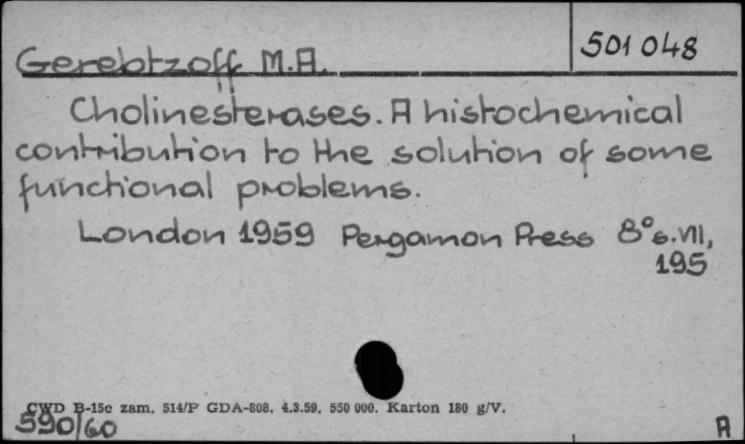 501 048
Gerebtzoff M.A.
Cholinesterases. A histochemical
contribution to the solution of some
functional problems.
London 1959 Pergamon Press 8° s. VII,
195
CWD B-15c zam. 514/P GDA-808. 4.3.59. 550 000. Karton 180 g/V.
590/60
A